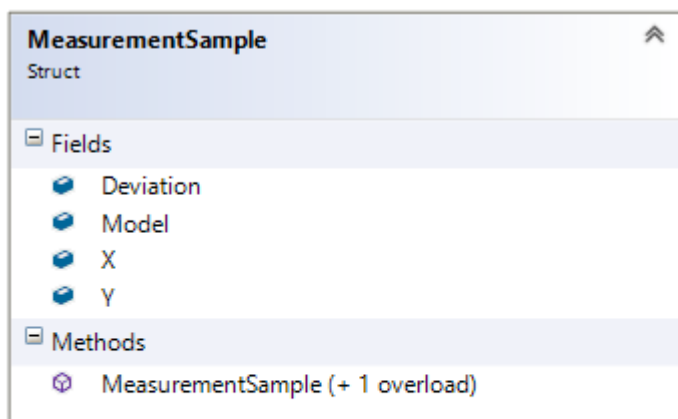 MeasurementSample
Struct
Fields
Deviation
Model
X
Y
Methods
MeasurementSample (+ 1 overload)